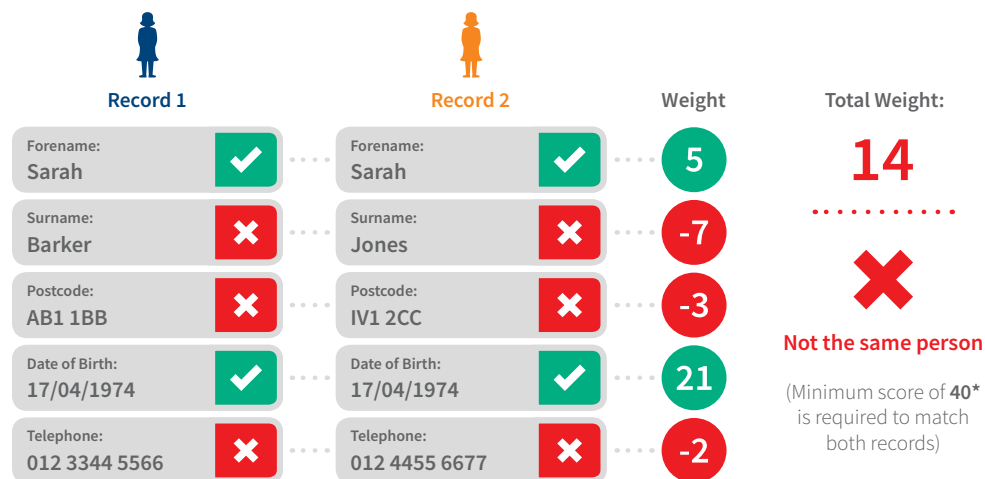 Record 1
Record 2
Weight
Total Weight:
Forename:
Sarah
Forename:
Sarah
5
14
Surname:
Barker
Surname:
Jones
-7
Postcode:
AB1 1BB
Postcode:
IV1 2CC
-3
Not the same person
Date of Birth:
17/04/1974
Date of Birth:
17/04/1974
21
(Minimum score of 40*
is required to match
both records)
Telephone:
012 3344 5566
Telephone:
012 4455 6677
-2